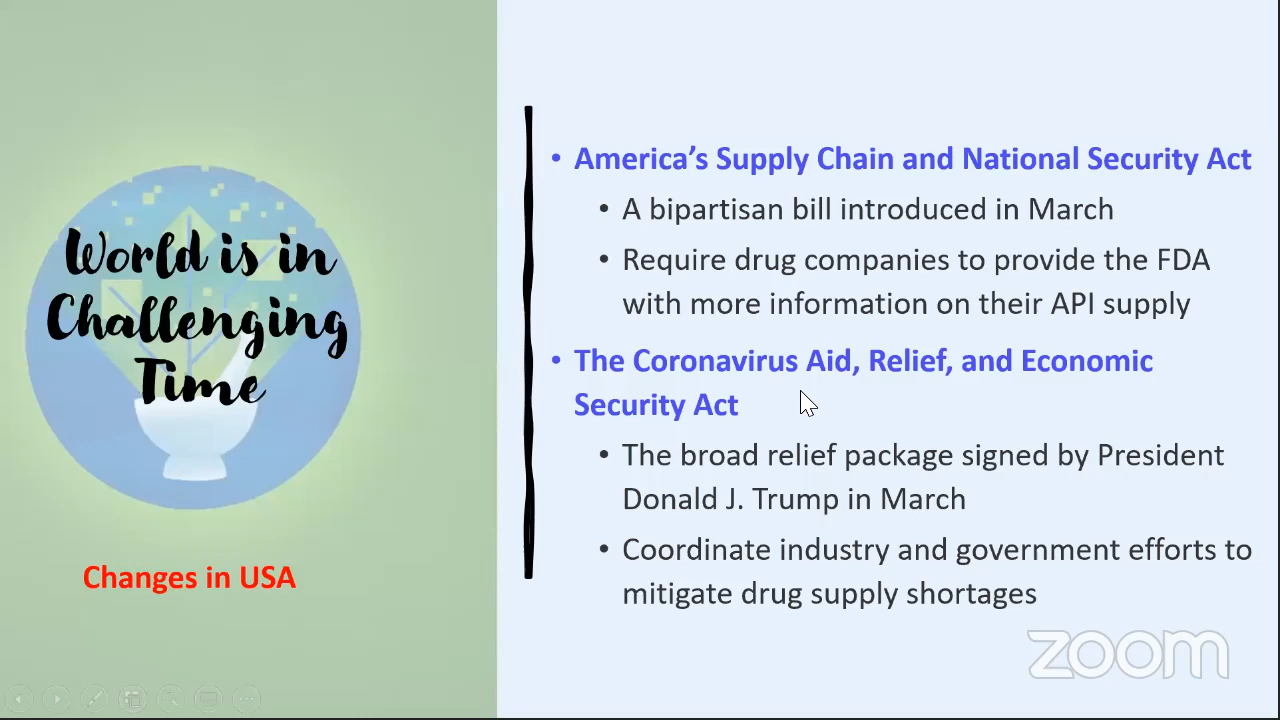 World is in
Challenging
Time
Changes in USA
• America’s Supply Chain and National Security Act
• A bipartisan bill introduced in March
• Require drug companies to provide the FDA
with more information on their API supply
• The Coronavirus Aid, Relief, and Economic
Security Act
• The broad relief package signed by President
Donald J. Trump in March
• Coordinate industry and government efforts to
mitigate drug supply shortages
zoom